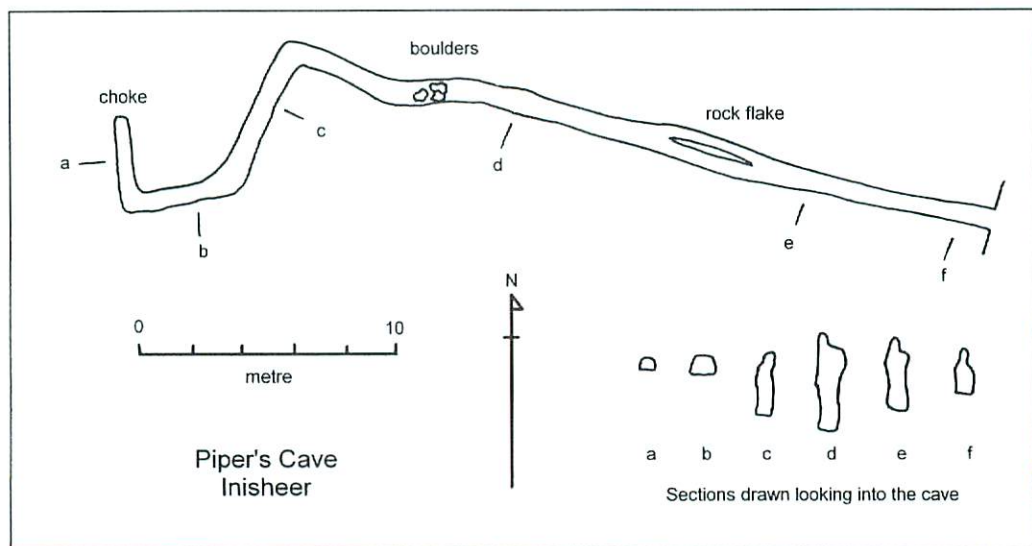 boulders
choke
rock flake
a
b
c
d
e
f
N
0 10
metre
Piper's Cave
Inisheer
a b c d e f
Sections drawn looking into the cave